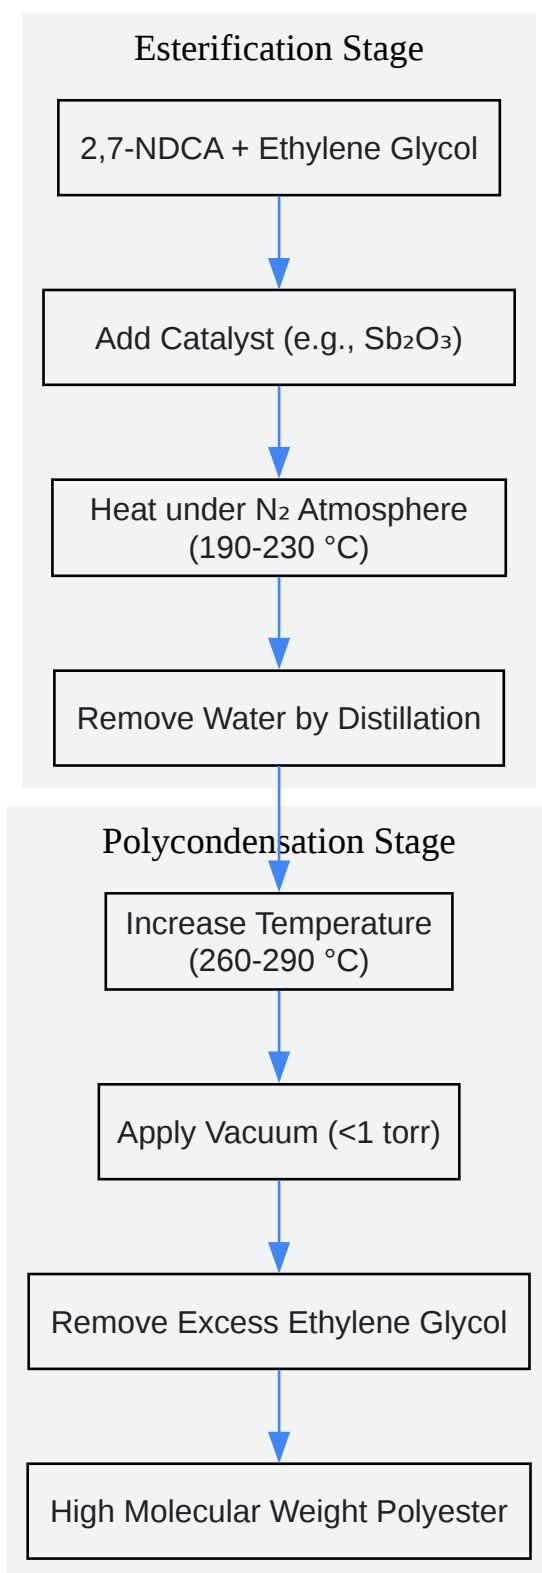 Esterification Stage
2,7-NDCA + Ethylene Glycol
Add Catalyst (e.g., Sb₂O₃)
Heat under N₂ Atmosphere
(190-230 °C)
Remove Water by Distillation
Polycondensation Stage
Increase Temperature
(260-290 °C)
Apply Vacuum (<1 torr)
Remove Excess Ethylene Glycol
High Molecular Weight Polyester